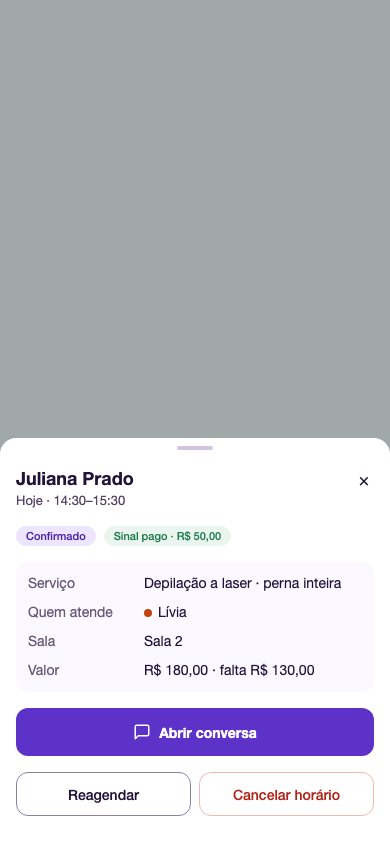 Juliana Prado
Hoje · 14:30–15:30
Confirmado
Sinal pago · R$ 50,00
Serviço Depilação a laser · perna inteira
Quem atende Lívia
Sala Sala 2
Valor R$ 180,00 · falta R$ 130,00
Abrir conversa
Reagendar
Cancelar horário